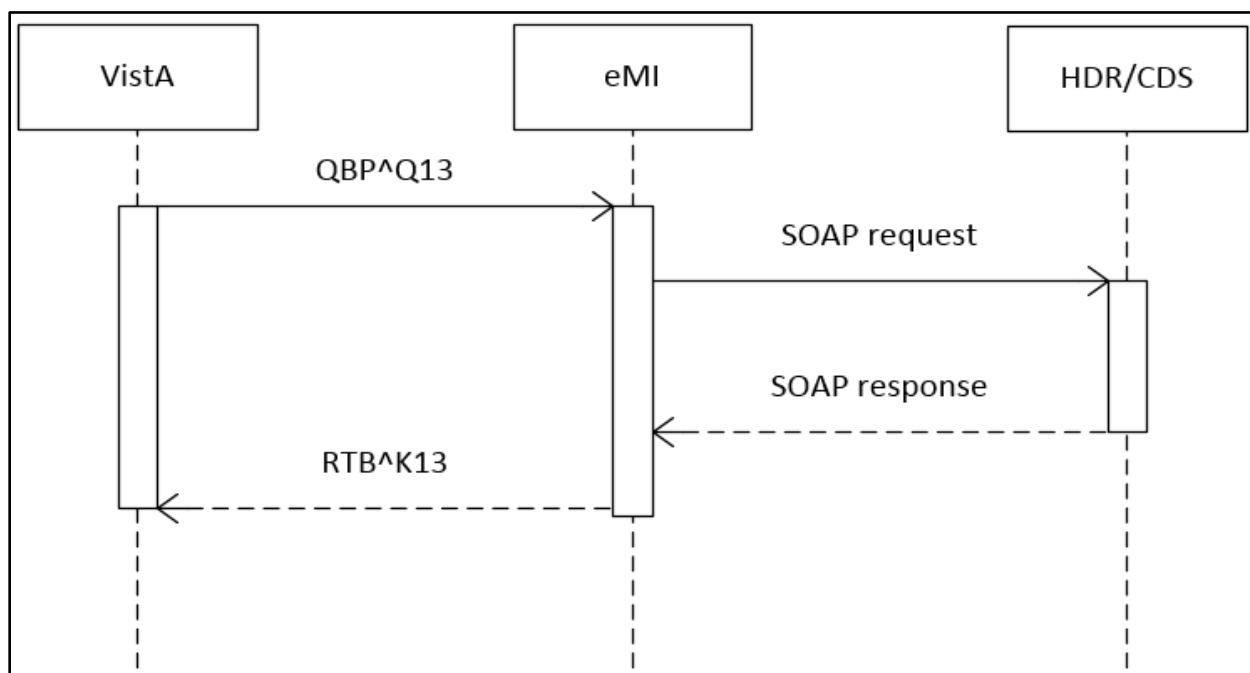 VistA
eMI
HDR/CDS
QBP^Q13
SOAP request
SOAP response
RTB^K13